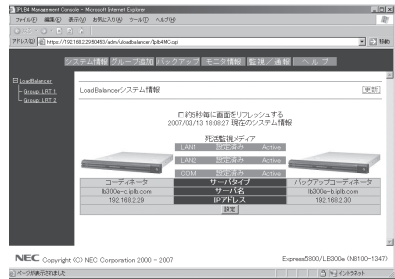 IPLB4 Management Console - Microsoft Internet Explorer
ファイル(F) 編集(E) 表示(V) お気に入り(A) ツール(T) ヘルプ(H)
アドレス(D) https://192.168.2.29:50453/adm/uloadbalancer/Iplb4MC.cgi 移動
システム情報 グループ追加 バックアップ モニタ情報 監視/通報 ヘルプ
LoadBalancer
Group LRT 1
Group LRT 2
LoadBalancerシステム情報 更新
約5秒毎に画面をリフレッシュする
2007/03/13 18:08:27 現在のシステム情報
死活監視メディア
LAN1 設定済み Active
LAN2 設定済み Active
COM 設定済み Active
コーディネータ サーバタイプ バックアップコーディネータ
lb300e-c.iplb.com サーバ名 lb300e-b.iplb.com
192.168.2.29 IPアドレス 192.168.2.30
設定
NEC Copyright (C) NEC Corporation 2000 - 2007 Express5800/LB300e (N8100-1347)
ページが表示されました イントラネット